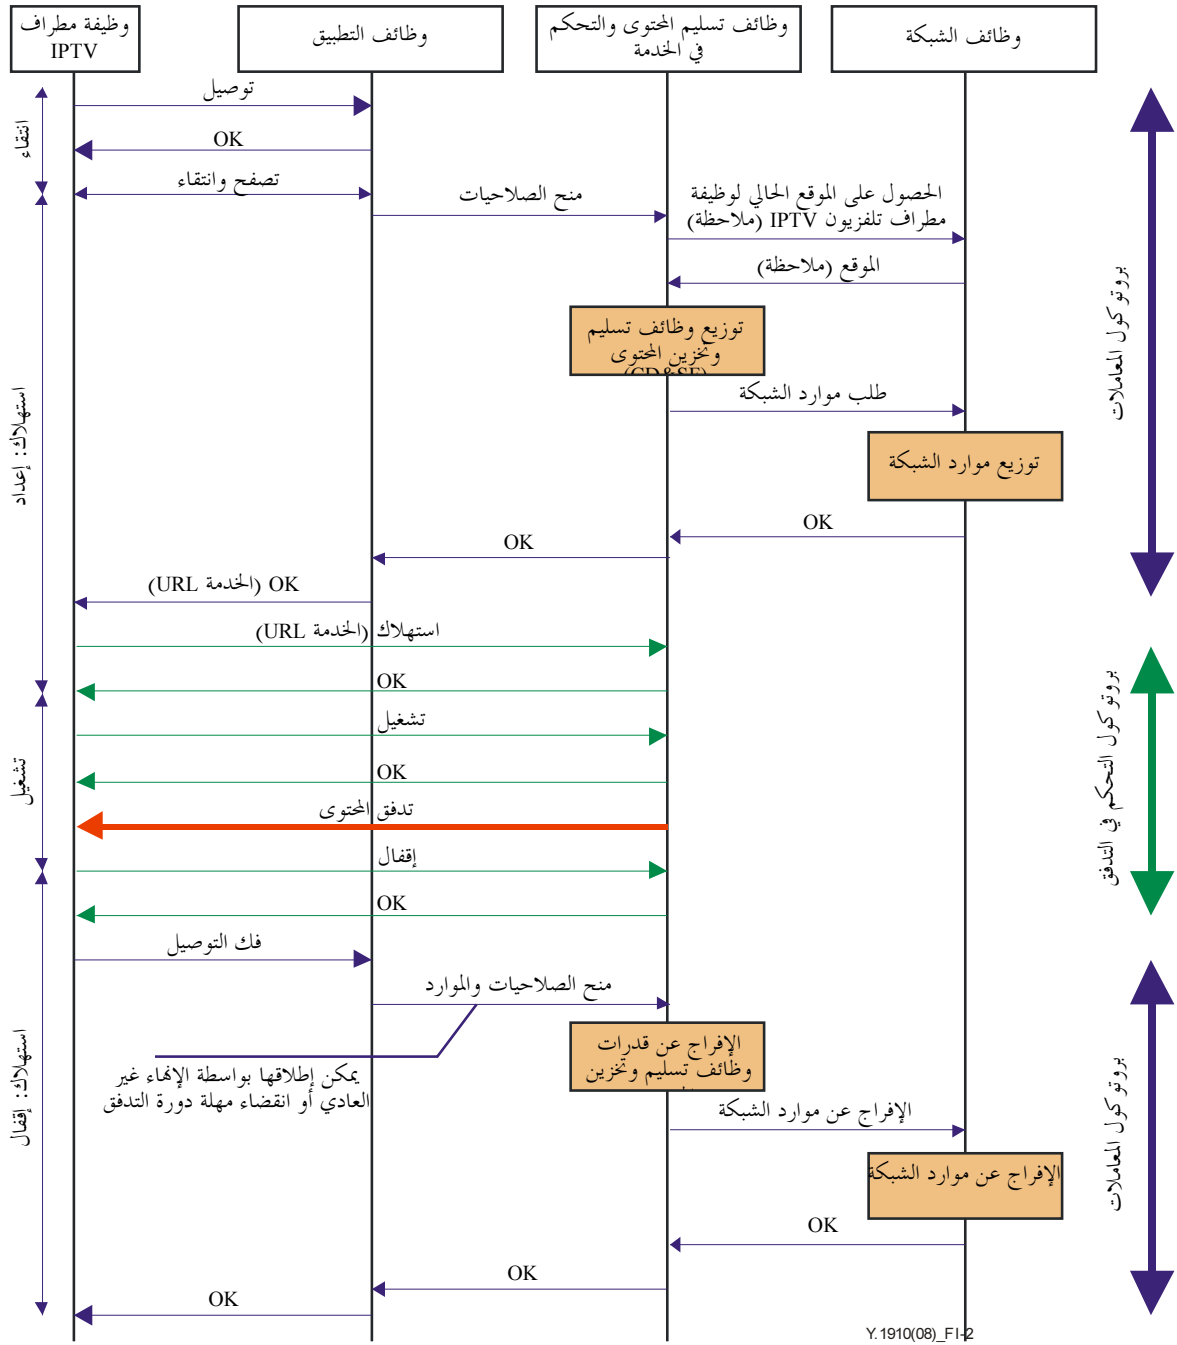 وظيفة مطراف
IPTV
وظائف التطبيق
وظائف تسليم المحتوى والتحكم
في الخدمة
وظائف الشبكة
توصيل
OK
تصفح وانتقاء
منح الصلاحيات
الحصول على الموقع الحالي لوظيفة
مطراف تلفزيون IPTV (ملاحظة)
الموقع (ملاحظة)
توزيع وظائف تسليم
وتخزين المحتوى
(CD&SF)
طلب موارد الشبكة
توزيع موارد الشبكة
OK
OK
OK (الخدمة URL)
استهلاك (الخدمة URL)
OK
تشغيل
OK
تدفق المحتوى
إقفال
OK
فك التوصيل
منح الصلاحيات والموارد
يمكن إطلاقها بواسطة الإنهاء غير
العادي أو انقضاء مهلة دورة التدفق
الإفراج عن قدرات
وظائف تسليم وتخزين
الإفراج عن موارد الشبكة
الإفراج عن موارد الشبكة
OK
OK
OK
انتقاء
استهلاك: إعداد
تشغيل
استهلاك: إقفال
بروتوكول المعاملات
بروتوكول التحكم في التدفق
بروتوكول المعاملات
Y.1910(08)_FI-2